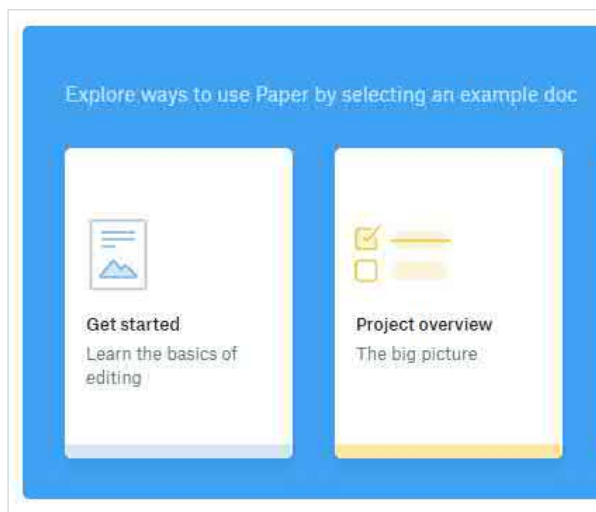 Explore ways to use Paper by selecting an example doc
Get started
Learn the basics of
editing
Project overview
The big picture